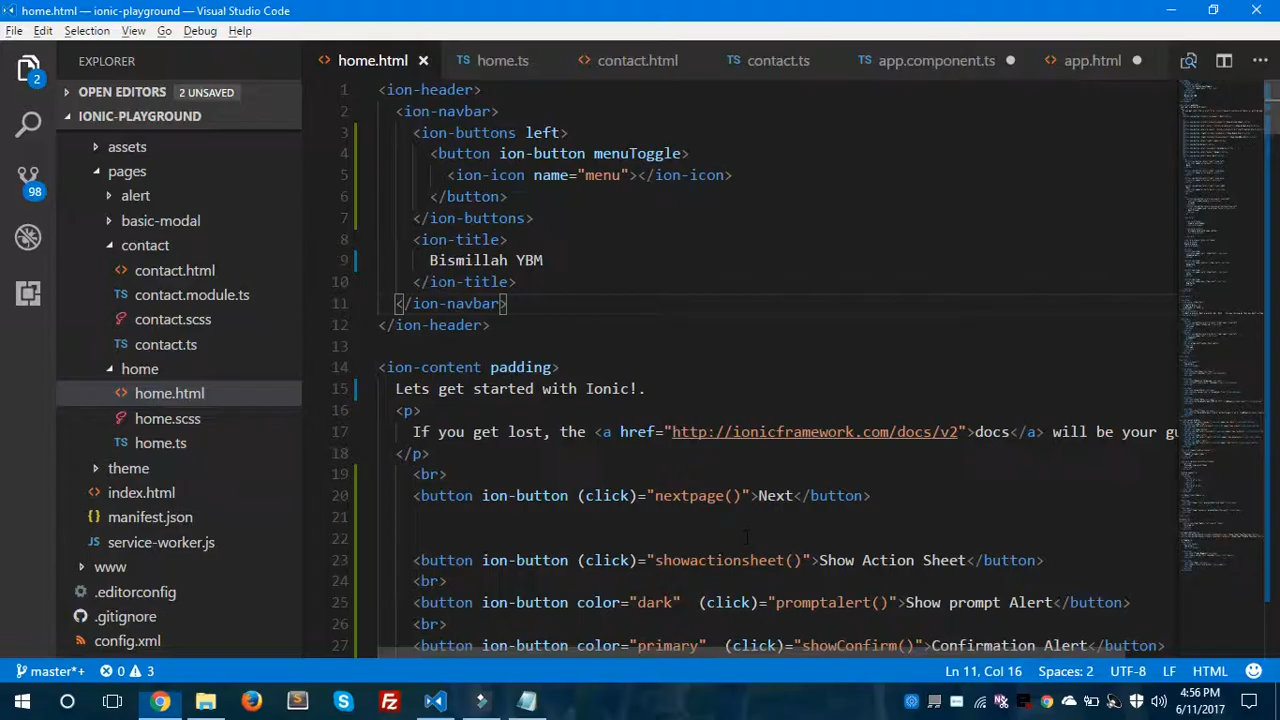 home.html — ionic-playground — Visual Studio Code
File Edit Selection View Go Debug Help
EXPLORER
home.html
TS home.ts
contact.html
TS contact.ts
TS app.component.ts
app.html
OPEN EDITORS 2 UNSAVED
IONIC-PLAYGROUND
assets
pages
alert
basic-modal
contact
contact.html
TS contact.module.ts
contact.scss
TS contact.ts
home
home.html
home.scss
TS home.ts
theme
index.html
manifest.json
service-worker.js
www
.editorconfig
.gitignore
config.xml
2
98
1 <ion-header>
2 <ion-navbar>
3 <ion-buttons left>
4 <button ion-button menuToggle>
5 <ion-icon name="menu"></ion-icon>
6 </button>
7 </ion-buttons>
8 <ion-title>
9 Bismillah YBM
10 </ion-title>
11 </ion-navbar>
12 </ion-header>
13
14 <ion-content padding>
15 Lets get stated with Ionic!.
16 <p>
17 If you get lost, the <a href="http://ionicframework.com/docs/v2">docs</a> will be your gu
18 </p>
19 <br>
20 <button ion-button (click)="nextpage()">Next</button>
21
22
23 <button ion-button (click)="showactionsheet()">Show Action Sheet</button>
24 <br>
25 <button ion-button color="dark" (click)="promptalert()">Show prompt Alert</button>
26 <br>
27 <button ion-button color="primary" (click)="showConfirm()">Confirmation Alert</button>
master*+ 0 3
Ln 11, Col 16 Spaces: 2 UTF-8 LF HTML
4:56 PM
6/11/2017